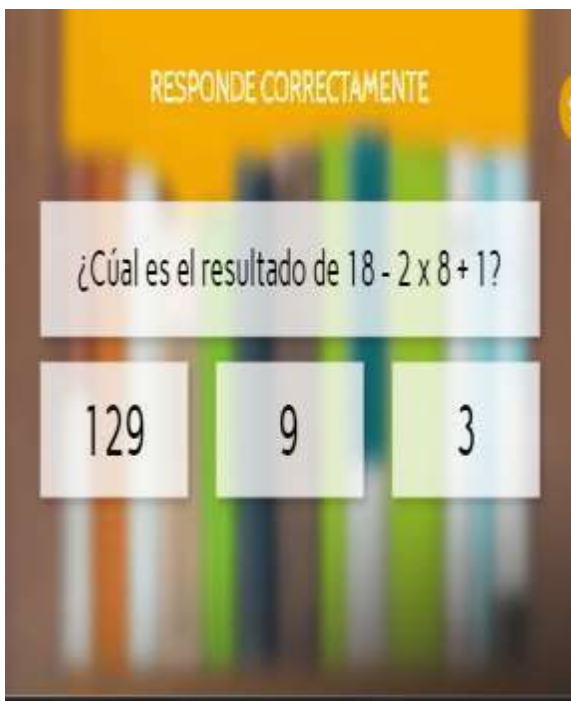 RESPONDE CORRECTAMENTE
¿Cúal es el resultado de 18 - 2 x 8 + 1?
129
9
3